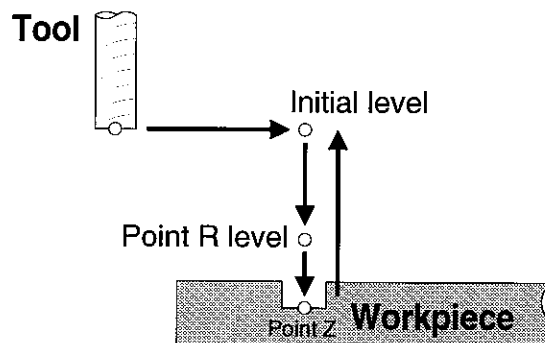 Tool
Initial level
Point R level
Point Z
Workpiece